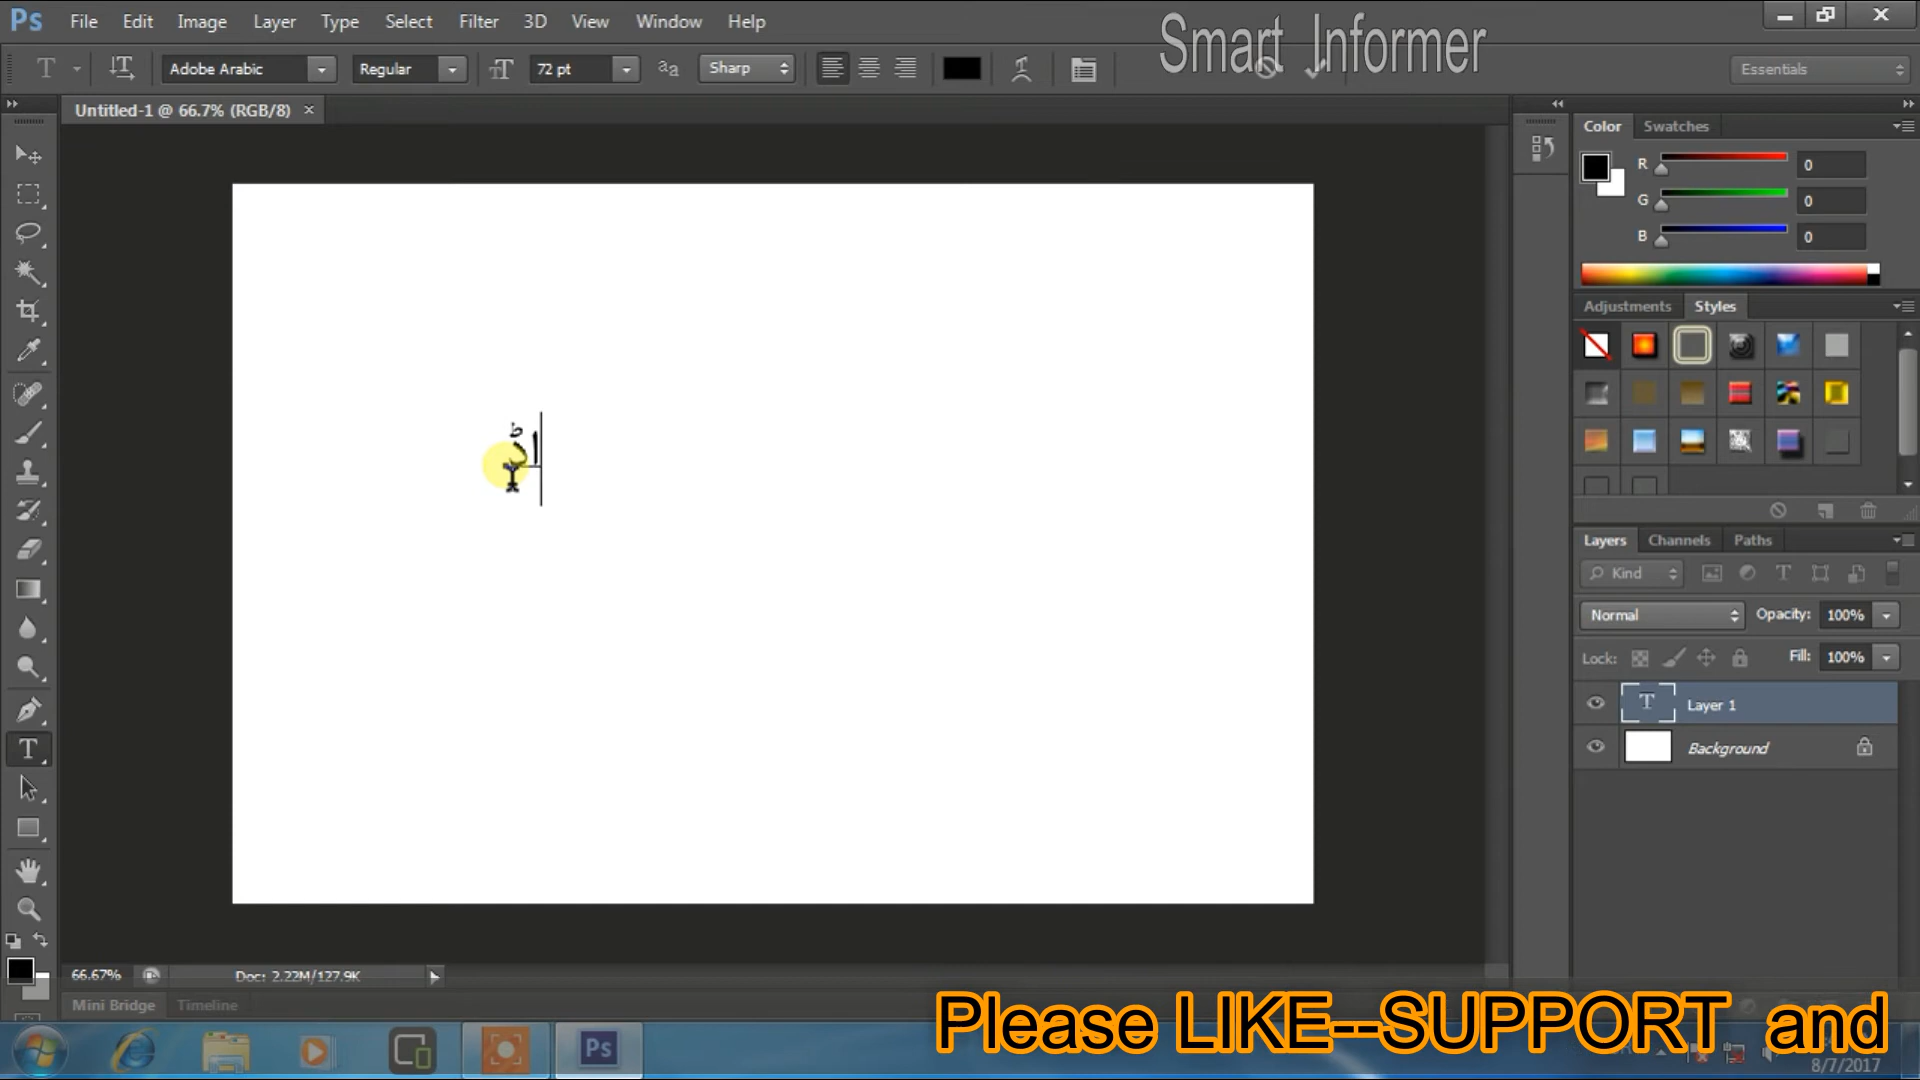 Ps File Edit Image Layer Type Select Filter 3D View Window Help
Smart Informer
Adobe Arabic Regular 72 pt Sharp Essentials
Untitled-1 @ 66.7% (RGB/8)
Color Swatches
R 0
G 0
B 0
Adjustments Styles
Layers Channels Paths
Kind
Normal Opacity: 100%
Lock: Fill: 100%
Layer 1
Background
66.67% Doc: 2.22M/127.9K
Mini Bridge Timeline
Please LIKE--SUPPORT and
Ps
8/7/2017